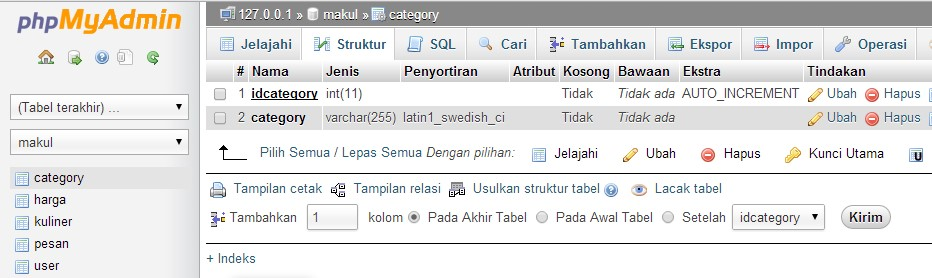 phpMyAdmin
(Tabel terakhir) ...
makul
category
harga
kuliner
pesan
user
127.0.0.1 » makul » category
Jelajahi Struktur SQL Cari Tambahkan Ekspor Impor Operasi
# Nama Jenis Penyortiran Atribut Kosong Bawaan Ekstra Tindakan
1 idcategory int(11) Tidak Tidak ada AUTO_INCREMENT Ubah Hapus
2 category varchar(255) latin1_swedish_ci Tidak Tidak ada Ubah Hapus
Pilih Semua / Lepas Semua Dengan pilihan: Jelajahi Ubah Hapus Kunci Utama U
Tampilan cetak Tampilan relasi Usulkan struktur tabel Lacak tabel
Tambahkan 1 kolom Pada Akhir Tabel Pada Awal Tabel Setelah idcategory Kirim
+ Indeks